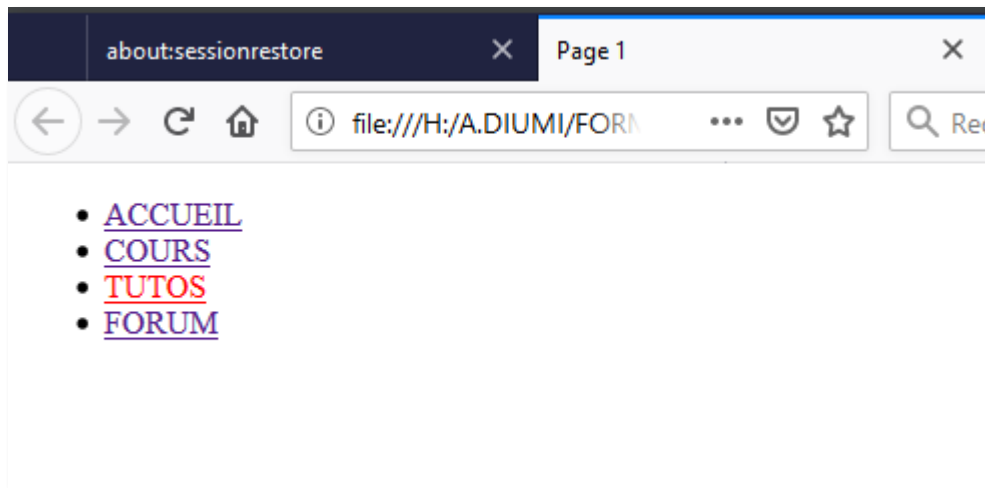 about:sessionrestore
Page 1
file:///H:/A.DIUMI/FORM
ACCUEIL
COURS
TUTOS
FORUM